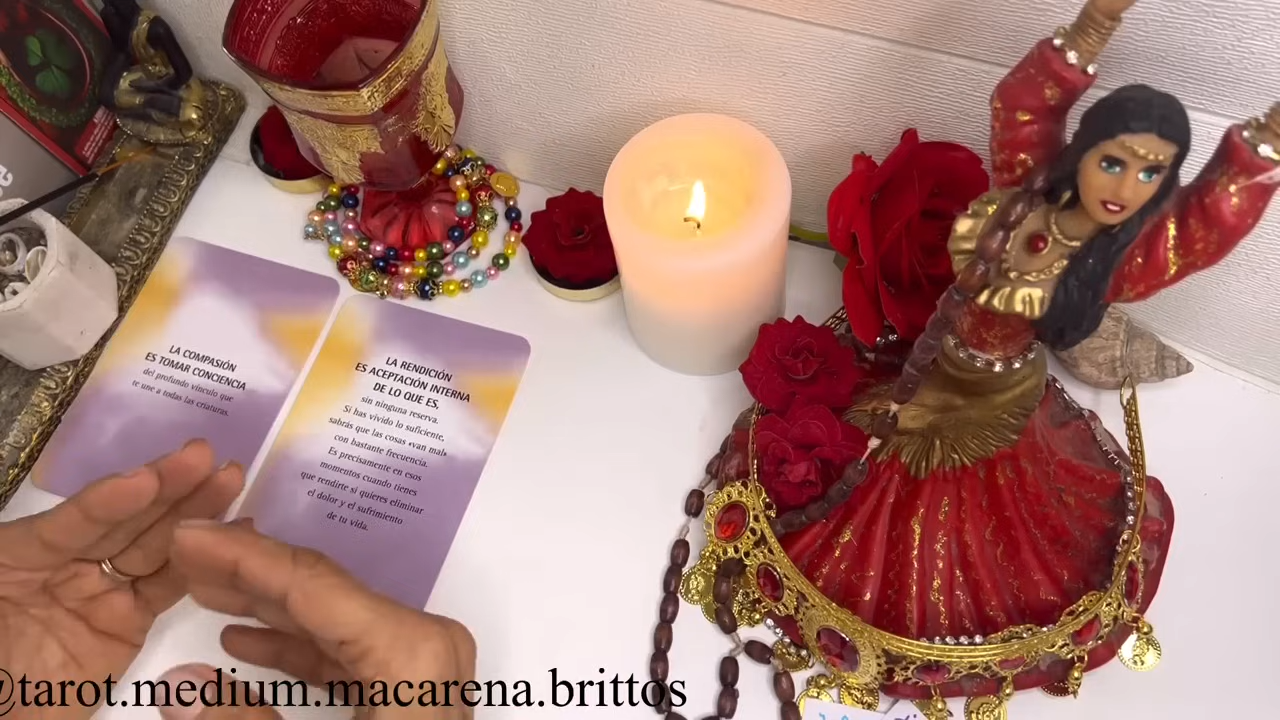 LA COMPASIÓN
ES TOMAR CONCIENCIA
del profundo vínculo que
te une a todas las criaturas.
LA RENDICIÓN
ES ACEPTACIÓN INTERNA
DE LO QUE ES,
sin ninguna reserva.
Si has vivido lo suficiente,
sabrás que las cosas «van mal»
con bastante frecuencia.
Es precisamente en esos
momentos cuando tienes
que rendirte si quieres eliminar
el dolor y el sufrimiento
de tu vida.
@tarot.medium.macarena.brittos